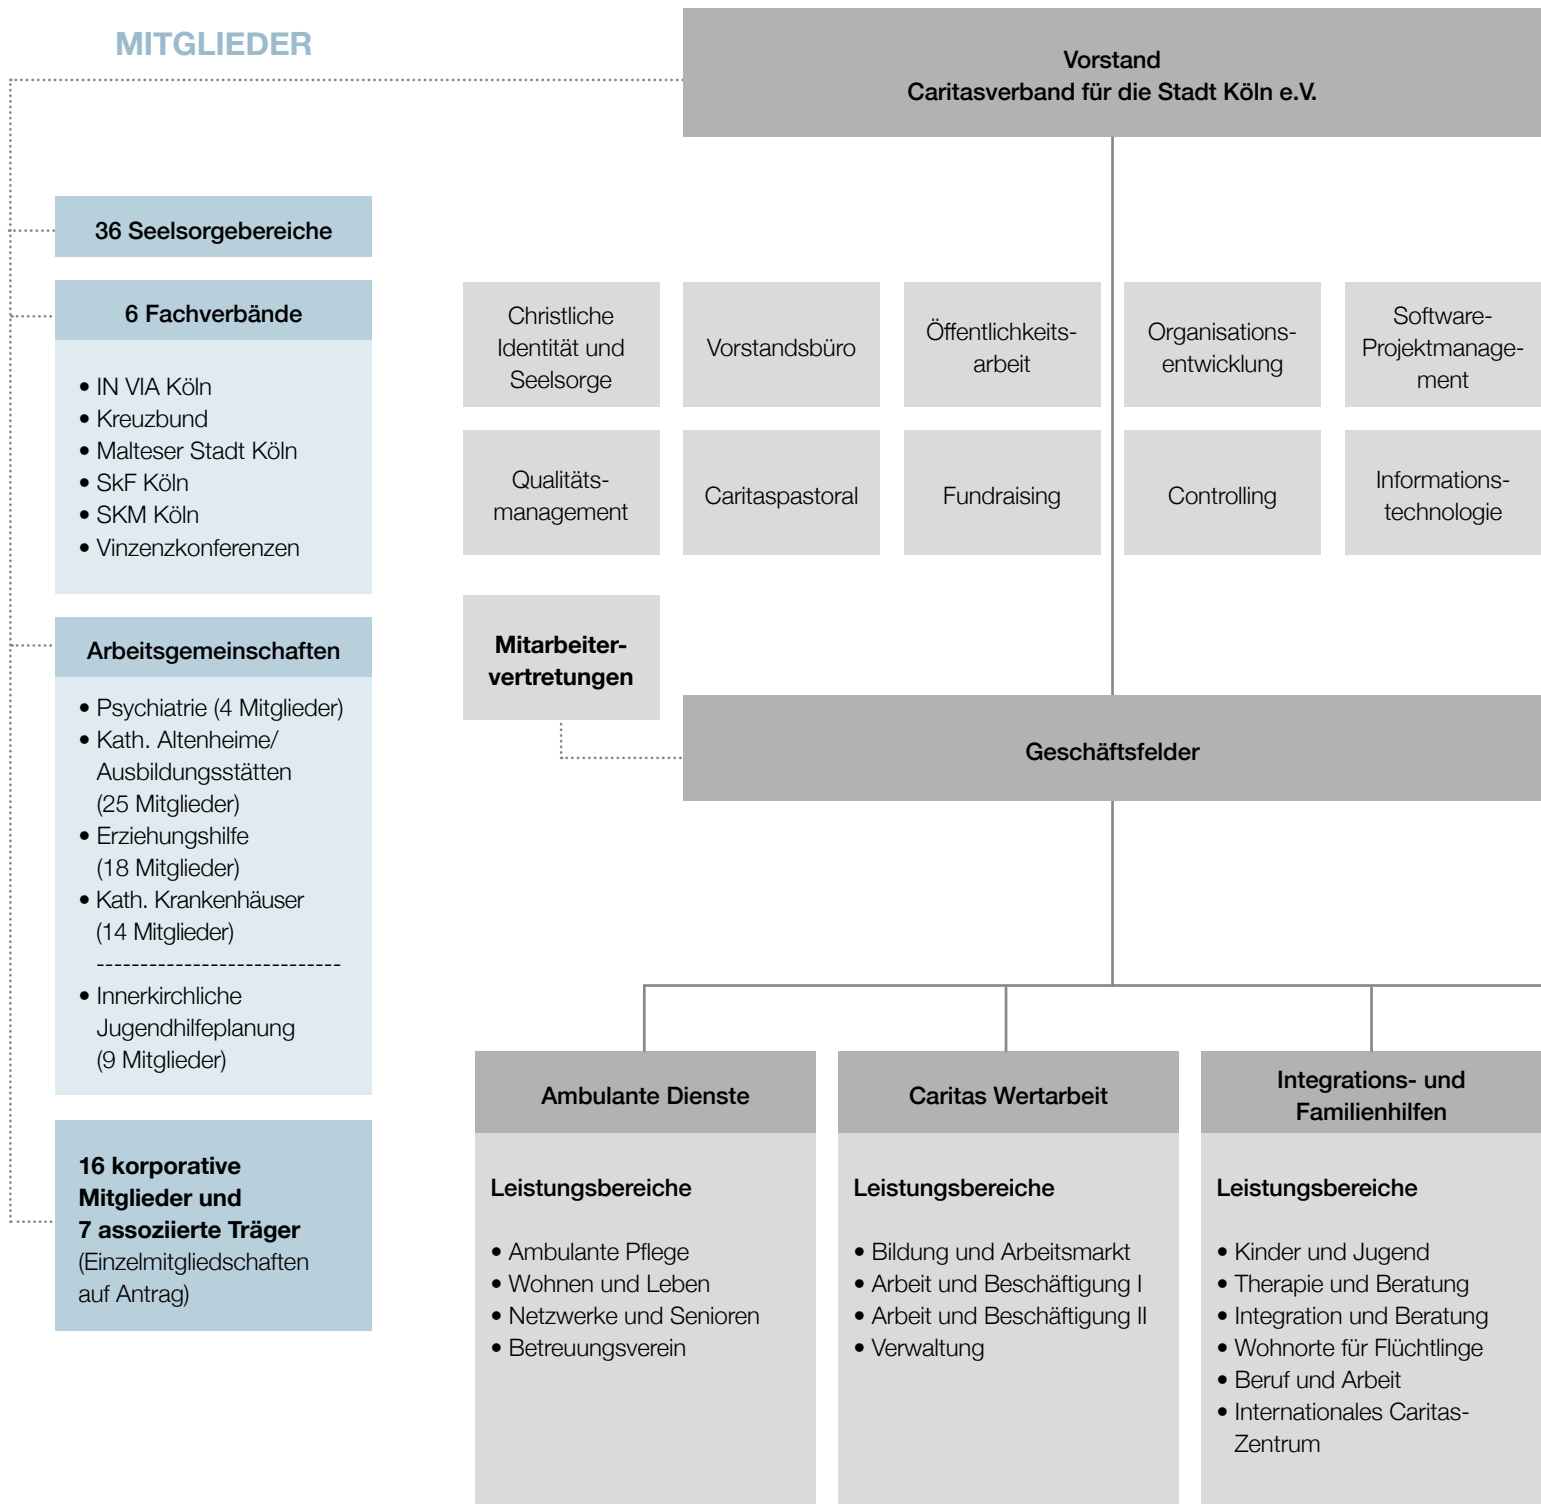 MITGLIEDER
Vorstand
Caritasverband für die Stadt Köln e.V.
36 Seelsorgebereiche
6 Fachverbände
• IN VIA Köln
• Kreuzbund
• Malteser Stadt Köln
• SkF Köln
• SKM Köln
• Vinzenzkonferenzen
Arbeitsgemeinschaften
• Psychiatrie (4 Mitglieder)
• Kath. Altenheime/
Ausbildungsstätten
(25 Mitglieder)
• Erziehungshilfe
(18 Mitglieder)
• Kath. Krankenhäuser
(14 Mitglieder)
----------------------------
• Innerkirchliche
Jugendhilfeplanung
(9 Mitglieder)
16 korporative
Mitglieder und
7 assoziierte Träger
(Einzelmitgliedschaften
auf Antrag)
Christliche
Identität und
Seelsorge
Vorstandsbüro
Öffentlichkeits-
arbeit
Organisations-
entwicklung
Software-
Projektmanage-
ment
Qualitäts-
management
Caritaspastoral
Fundraising
Controlling
Informations-
technologie
Mitarbeiter-
vertretungen
Geschäftsfelder
Ambulante Dienste
Leistungsbereiche
• Ambulante Pflege
• Wohnen und Leben
• Netzwerke und Senioren
• Betreuungsverein
Caritas Wertarbeit
Leistungsbereiche
• Bildung und Arbeitsmarkt
• Arbeit und Beschäftigung I
• Arbeit und Beschäftigung II
• Verwaltung
Integrations- und
Familienhilfen
Leistungsbereiche
• Kinder und Jugend
• Therapie und Beratung
• Integration und Beratung
• Wohnorte für Flüchtlinge
• Beruf und Arbeit
• Internationales Caritas-
Zentrum